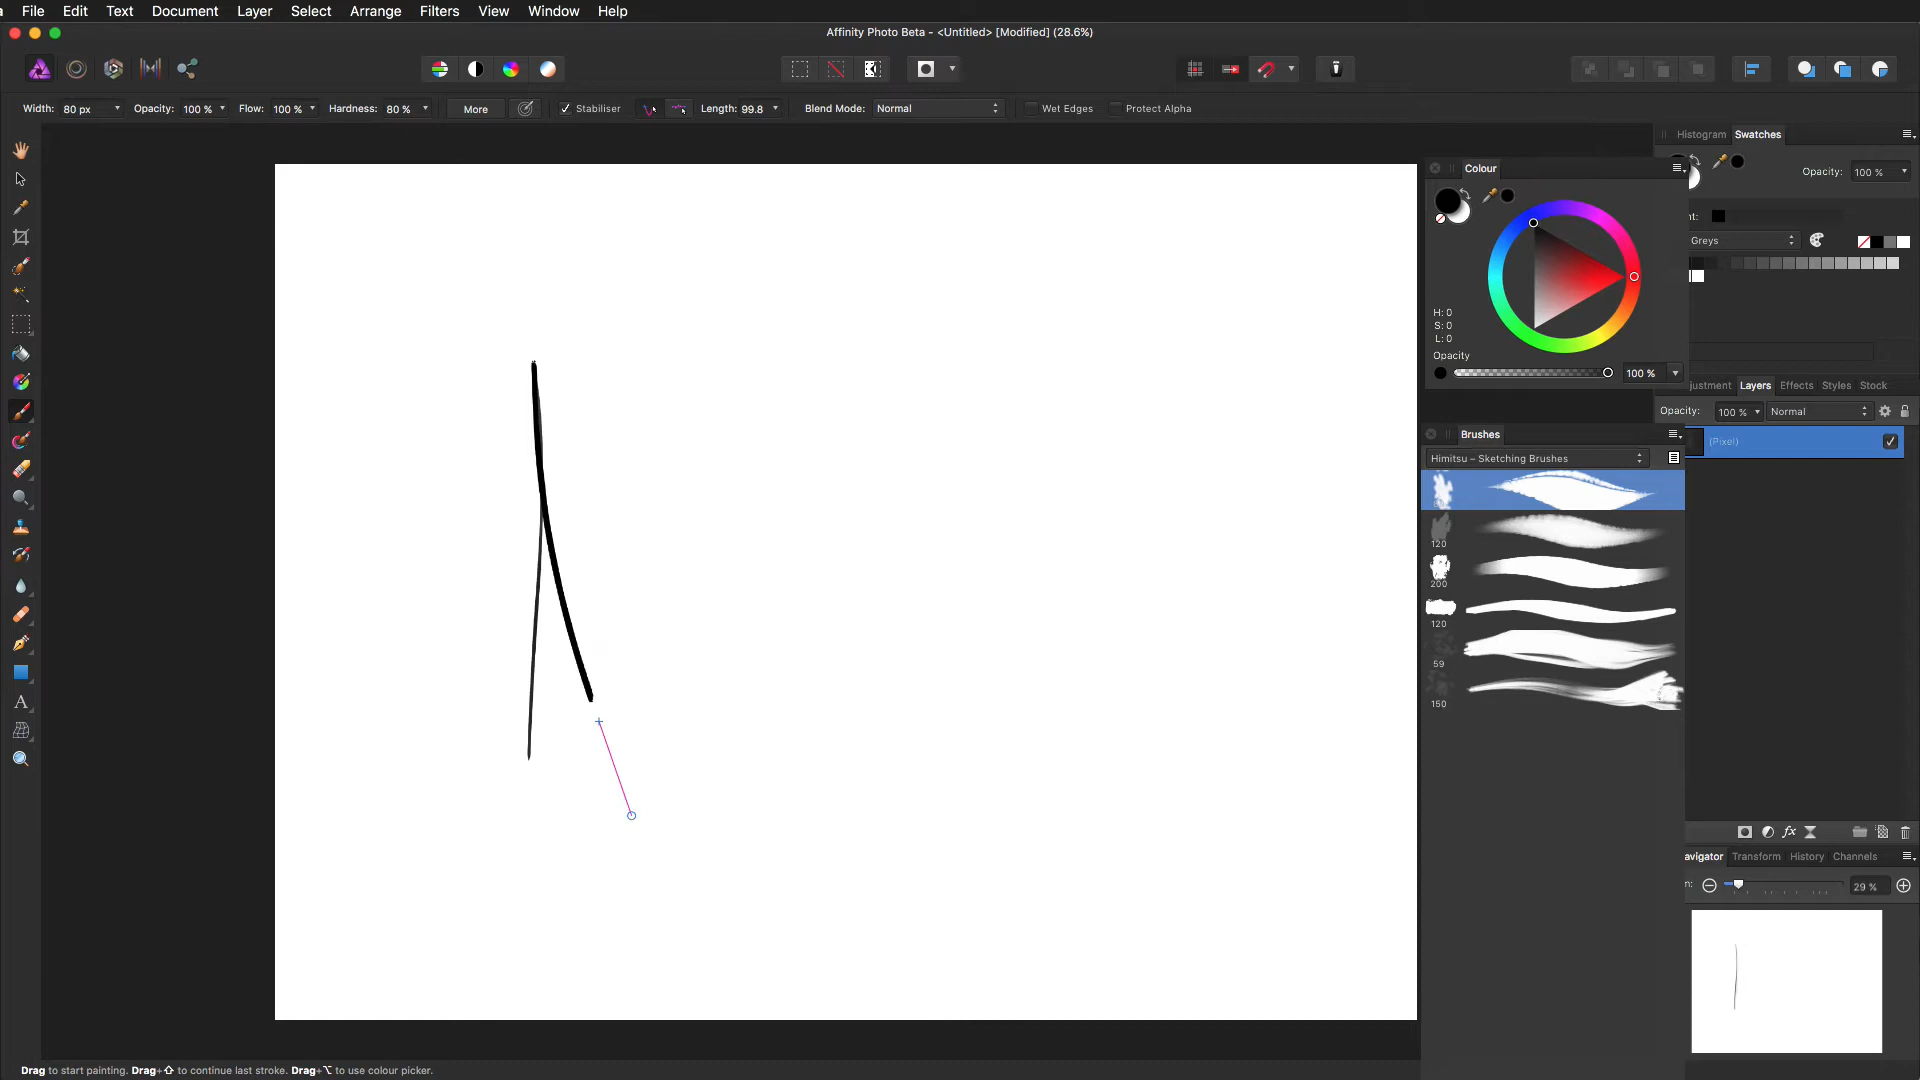 File Edit Text Document Layer Select Arrange Filters View Window Help
Affinity Photo Beta - <Untitled> [Modified] (28.6%)
Width: 80 px Opacity: 100 % Flow: 100 % Hardness: 80 % More Stabiliser Length: 99.8 Blend Mode: Normal Wet Edges Protect Alpha
Histogram Swatches
Colour
Opacity: 100 %
nt:
Greys
H: 0
S: 0
L: 0
Opacity
100 %
djustment Layers Effects Styles Stock
Opacity: 100 % Normal
Brushes
(Pixel)
Himitsu – Sketching Brushes
120
200
120
59
150
avigator Transform History Channels
n: 29 %
Drag to start painting. Drag+⇧ to continue last stroke. Drag+⌥ to use colour picker.